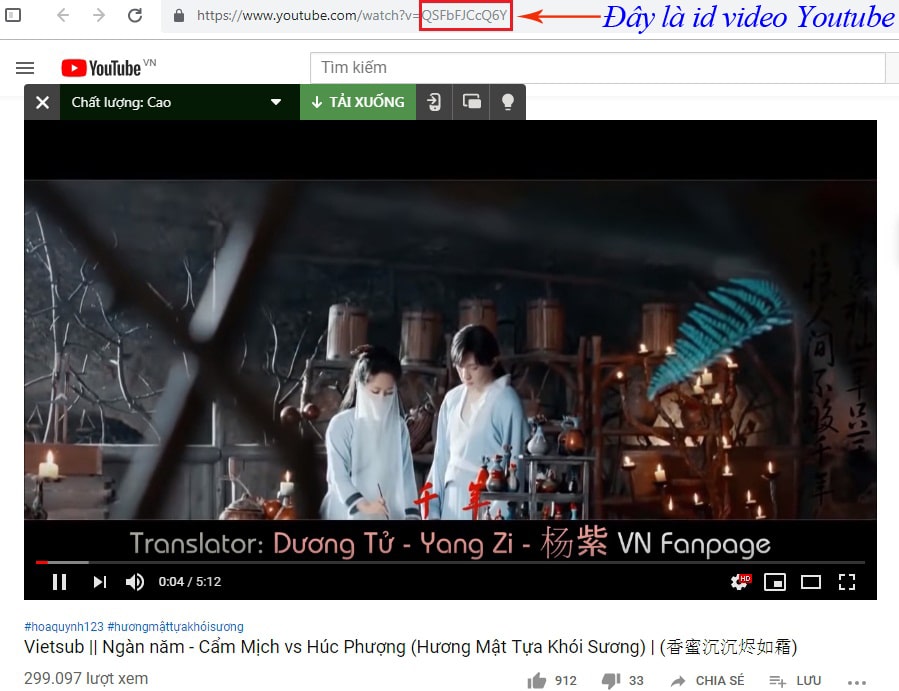 https://www.youtube.com/watch?v=QSFbFJCcQ6Y
Đây là id video Youtube
YouTube VN
Tìm kiếm
Chất lượng: Cao
TẢI XUỐNG
千年
Translator: Dương Tử - Yang Zi - 杨紫 VN Fanpage
0:04 / 5:12
HD
#hoaquynh123 #hươngmậttựakhóisương
Vietsub || Ngàn năm - Cẩm Mịch vs Húc Phượng (Hương Mật Tựa Khói Sương) | (香蜜沉沉烬如霜)
299.097 lượt xem
912
33
CHIA SẺ
LƯU